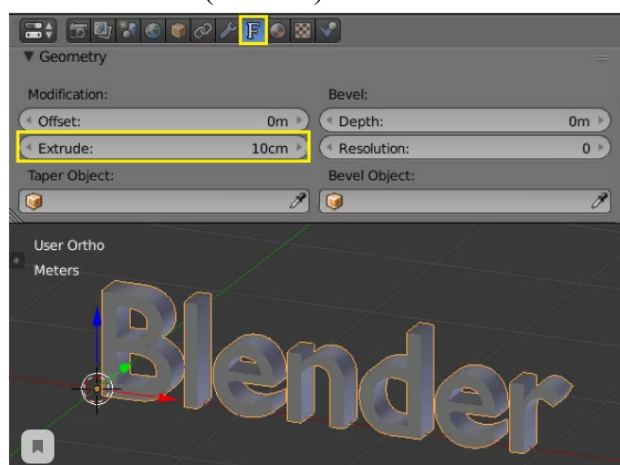 F
Geometry
Modification: Bevel:
Offset: 0m Depth: 0m
Extrude: 10cm Resolution: 0
Taper Object: Bevel Object:
User Ortho
Meters
Blender